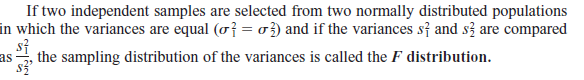 If two independent samples are selected from two normally distributed populations
in which the variances are equal (σ₁² = σ₂²) and if the variances s₁² and s₂² are compared
as s₁²/s₂², the sampling distribution of the variances is called the F distribution.